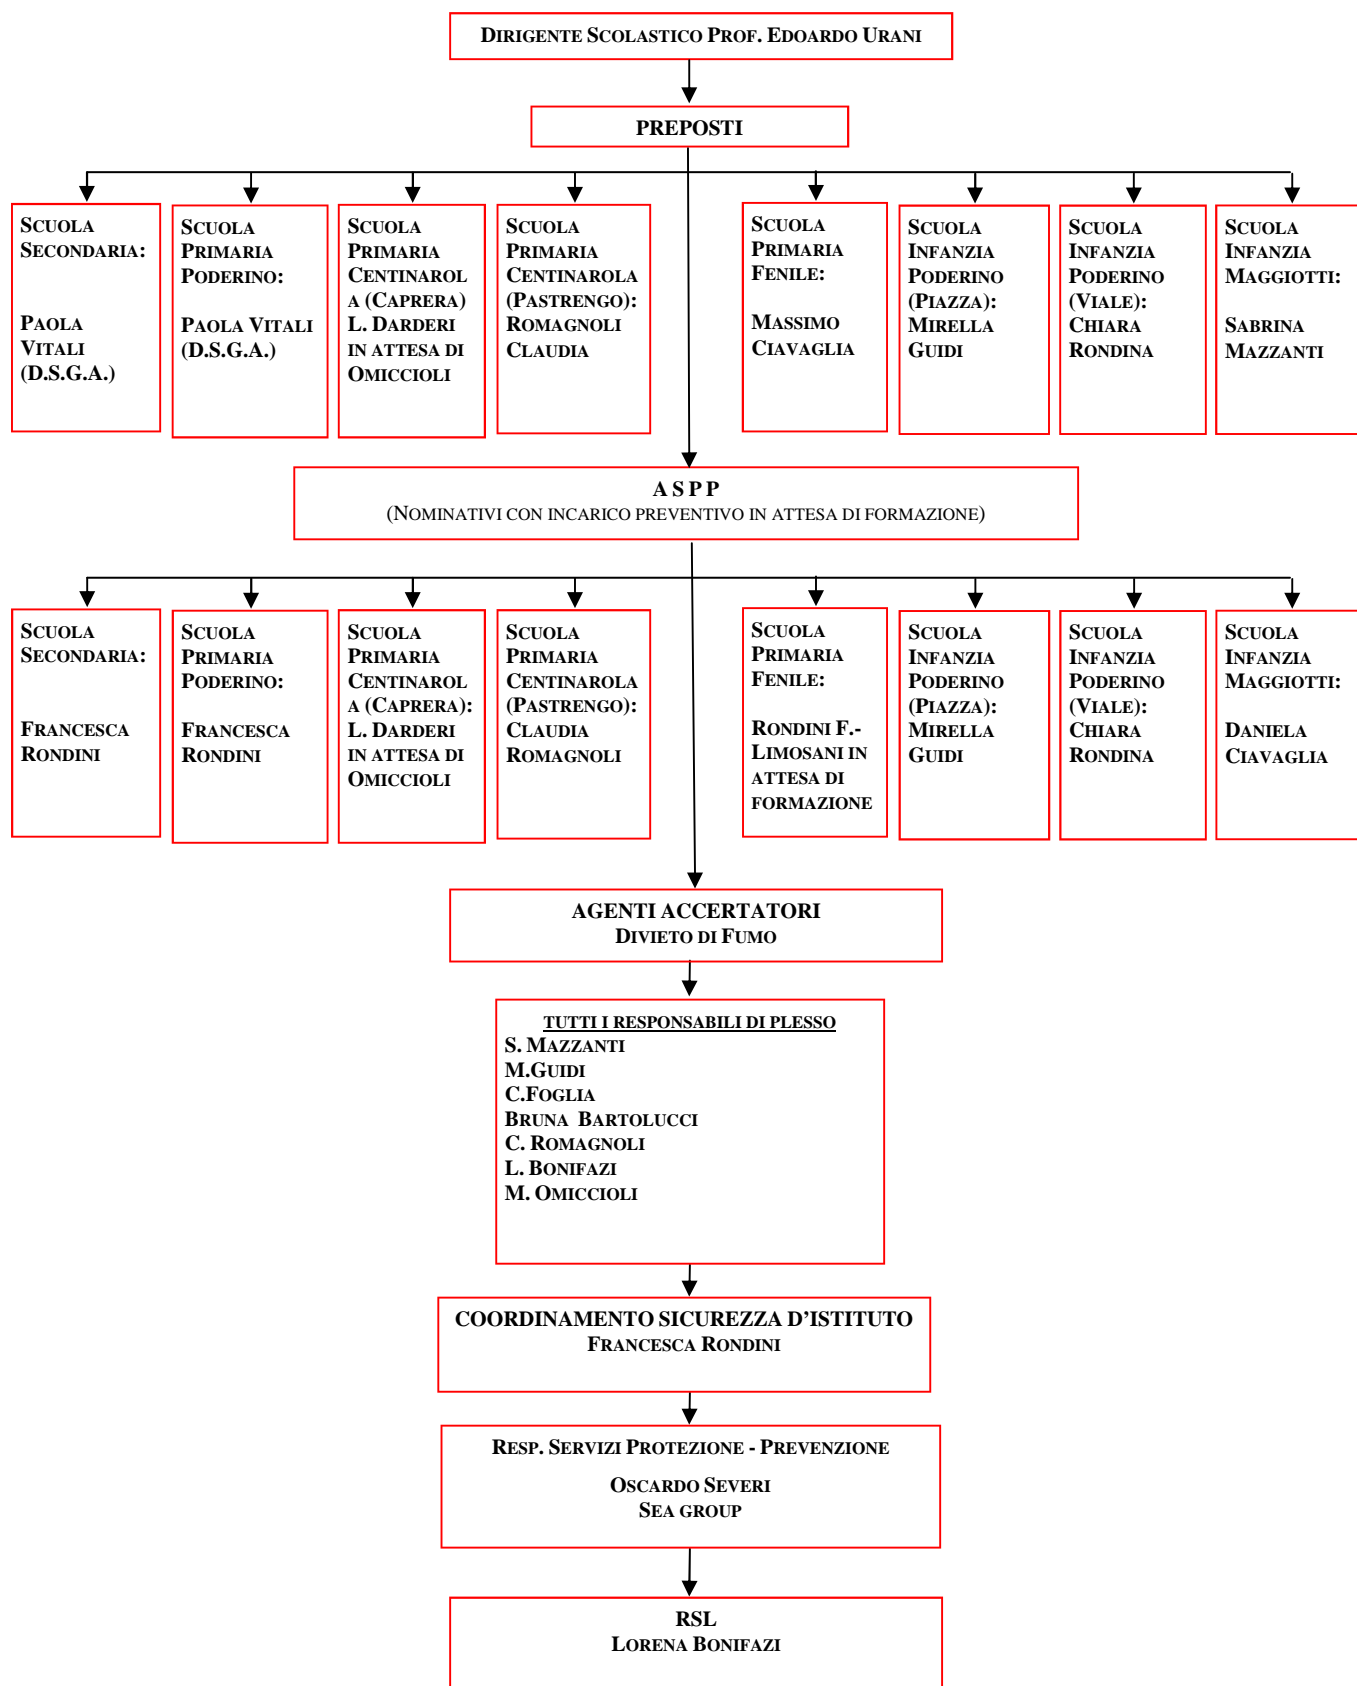 DIRIGENTE SCOLASTICO PROF. EDOARDO URANI
PREPOSTI
SCUOLA
SECONDARIA:
PAOLA
VITALI
(D.S.G.A.)
SCUOLA
PRIMARIA
PODERINO:
PAOLA VITALI
(D.S.G.A.)
SCUOLA
PRIMARIA
CENTINAROL
A (CAPRERA)
L. DARDERI
IN ATTESA DI
OMICCIOLI
SCUOLA
PRIMARIA
CENTINAROLA
(PASTRENGO):
ROMAGNOLI
CLAUDIA
SCUOLA
PRIMARIA
FENILE:
MASSIMO
CIAVAGLIA
SCUOLA
INFANZIA
PODERINO
(PIAZZA):
MIRELLA
GUIDI
SCUOLA
INFANZIA
PODERINO
(VIALE):
CHIARA
RONDINA
SCUOLA
INFANZIA
MAGGIOTTI:
SABRINA
MAZZANTI
A S P P
(NOMINATIVI CON INCARICO PREVENTIVO IN ATTESA DI FORMAZIONE)
SCUOLA
SECONDARIA:
FRANCESCA
RONDINI
SCUOLA
PRIMARIA
PODERINO:
FRANCESCA
RONDINI
SCUOLA
PRIMARIA
CENTINAROL
A (CAPRERA):
L. DARDERI
IN ATTESA DI
OMICCIOLI
SCUOLA
PRIMARIA
CENTINAROLA
(PASTRENGO):
CLAUDIA
ROMAGNOLI
SCUOLA
PRIMARIA
FENILE:
RONDINI F.-
LIMOSANI IN
ATTESA DI
FORMAZIONE
SCUOLA
INFANZIA
PODERINO
(PIAZZA):
MIRELLA
GUIDI
SCUOLA
INFANZIA
PODERINO
(VIALE):
CHIARA
RONDINA
SCUOLA
INFANZIA
MAGGIOTTI:
DANIELA
CIAVAGLIA
AGENTI ACCERTATORI
DIVIETO DI FUMO
TUTTI I RESPONSABILI DI PLESSO
S. MAZZANTI
M.GUIDI
C.FOGLIA
BRUNA BARTOLUCCI
C. ROMAGNOLI
L. BONIFAZI
M. OMICCIOLI
COORDINAMENTO SICUREZZA D'ISTITUTO
FRANCESCA RONDINI
RESP. SERVIZI PROTEZIONE - PREVENZIONE
OSCARDO SEVERI
SEA GROUP
RSL
LORENA BONIFAZI